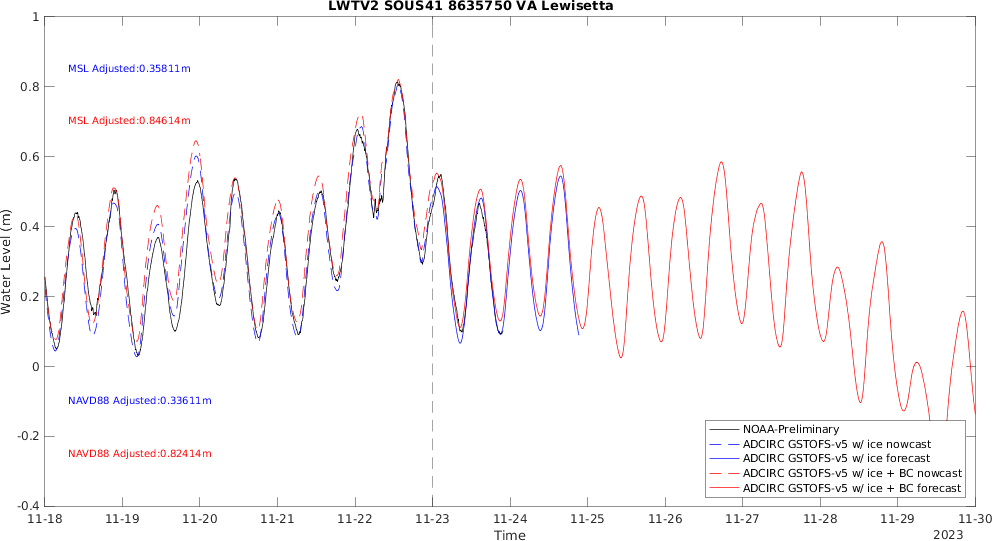 LWTV2 SOUS41 8635750 VA Lewisetta
1
0.8
0.6
0.4
0.2
0
-0.2
-0.4
Water Level (m)
MSL Adjusted:0.35811m
MSL Adjusted:0.84614m
NAVD88 Adjusted:0.33611m
NAVD88 Adjusted:0.82414m
NOAA-Preliminary
ADCIRC GSTOFS-v5 w/ ice nowcast
ADCIRC GSTOFS-v5 w/ ice forecast
ADCIRC GSTOFS-v5 w/ ice + BC nowcast
ADCIRC GSTOFS-v5 w/ ice + BC forecast
11-18 11-19 11-20 11-21 11-22 11-23 11-24 11-25 11-26 11-27 11-28 11-29 11-30
Time
2023